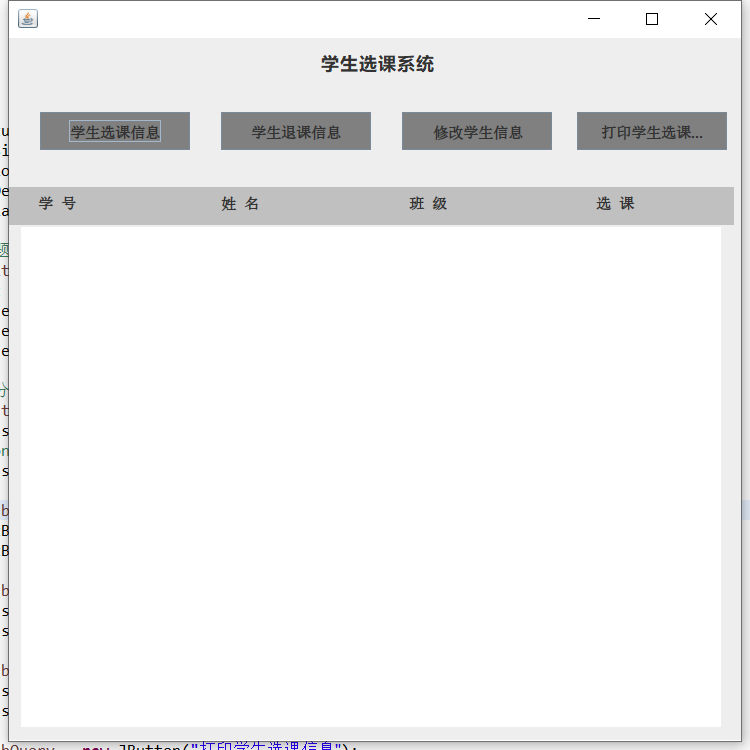 学生选课系统
学生选课信息 学生退课信息 修改学生信息 打印学生选课...
学 号 姓 名 班 级 选 课
bQuery = new JButton("打印学生选课信息");